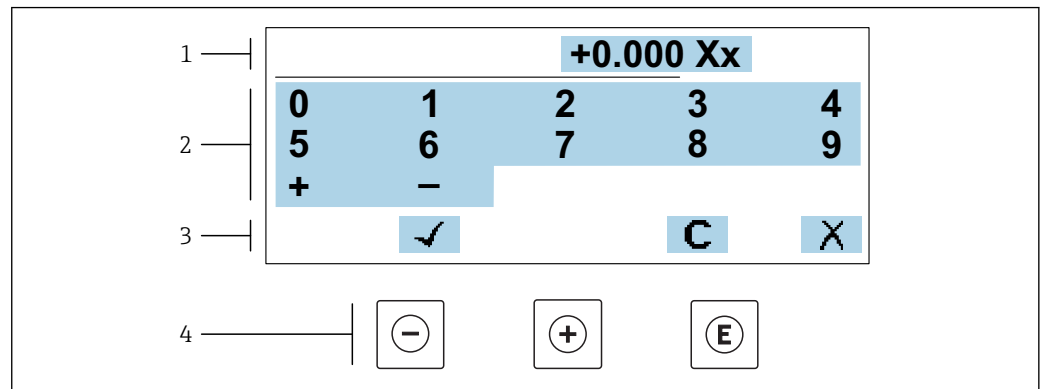 1 +0.000 Xx
0 1 2 3 4
2 5 6 7 8 9
+ −
3 ✓ C X
4 − + E